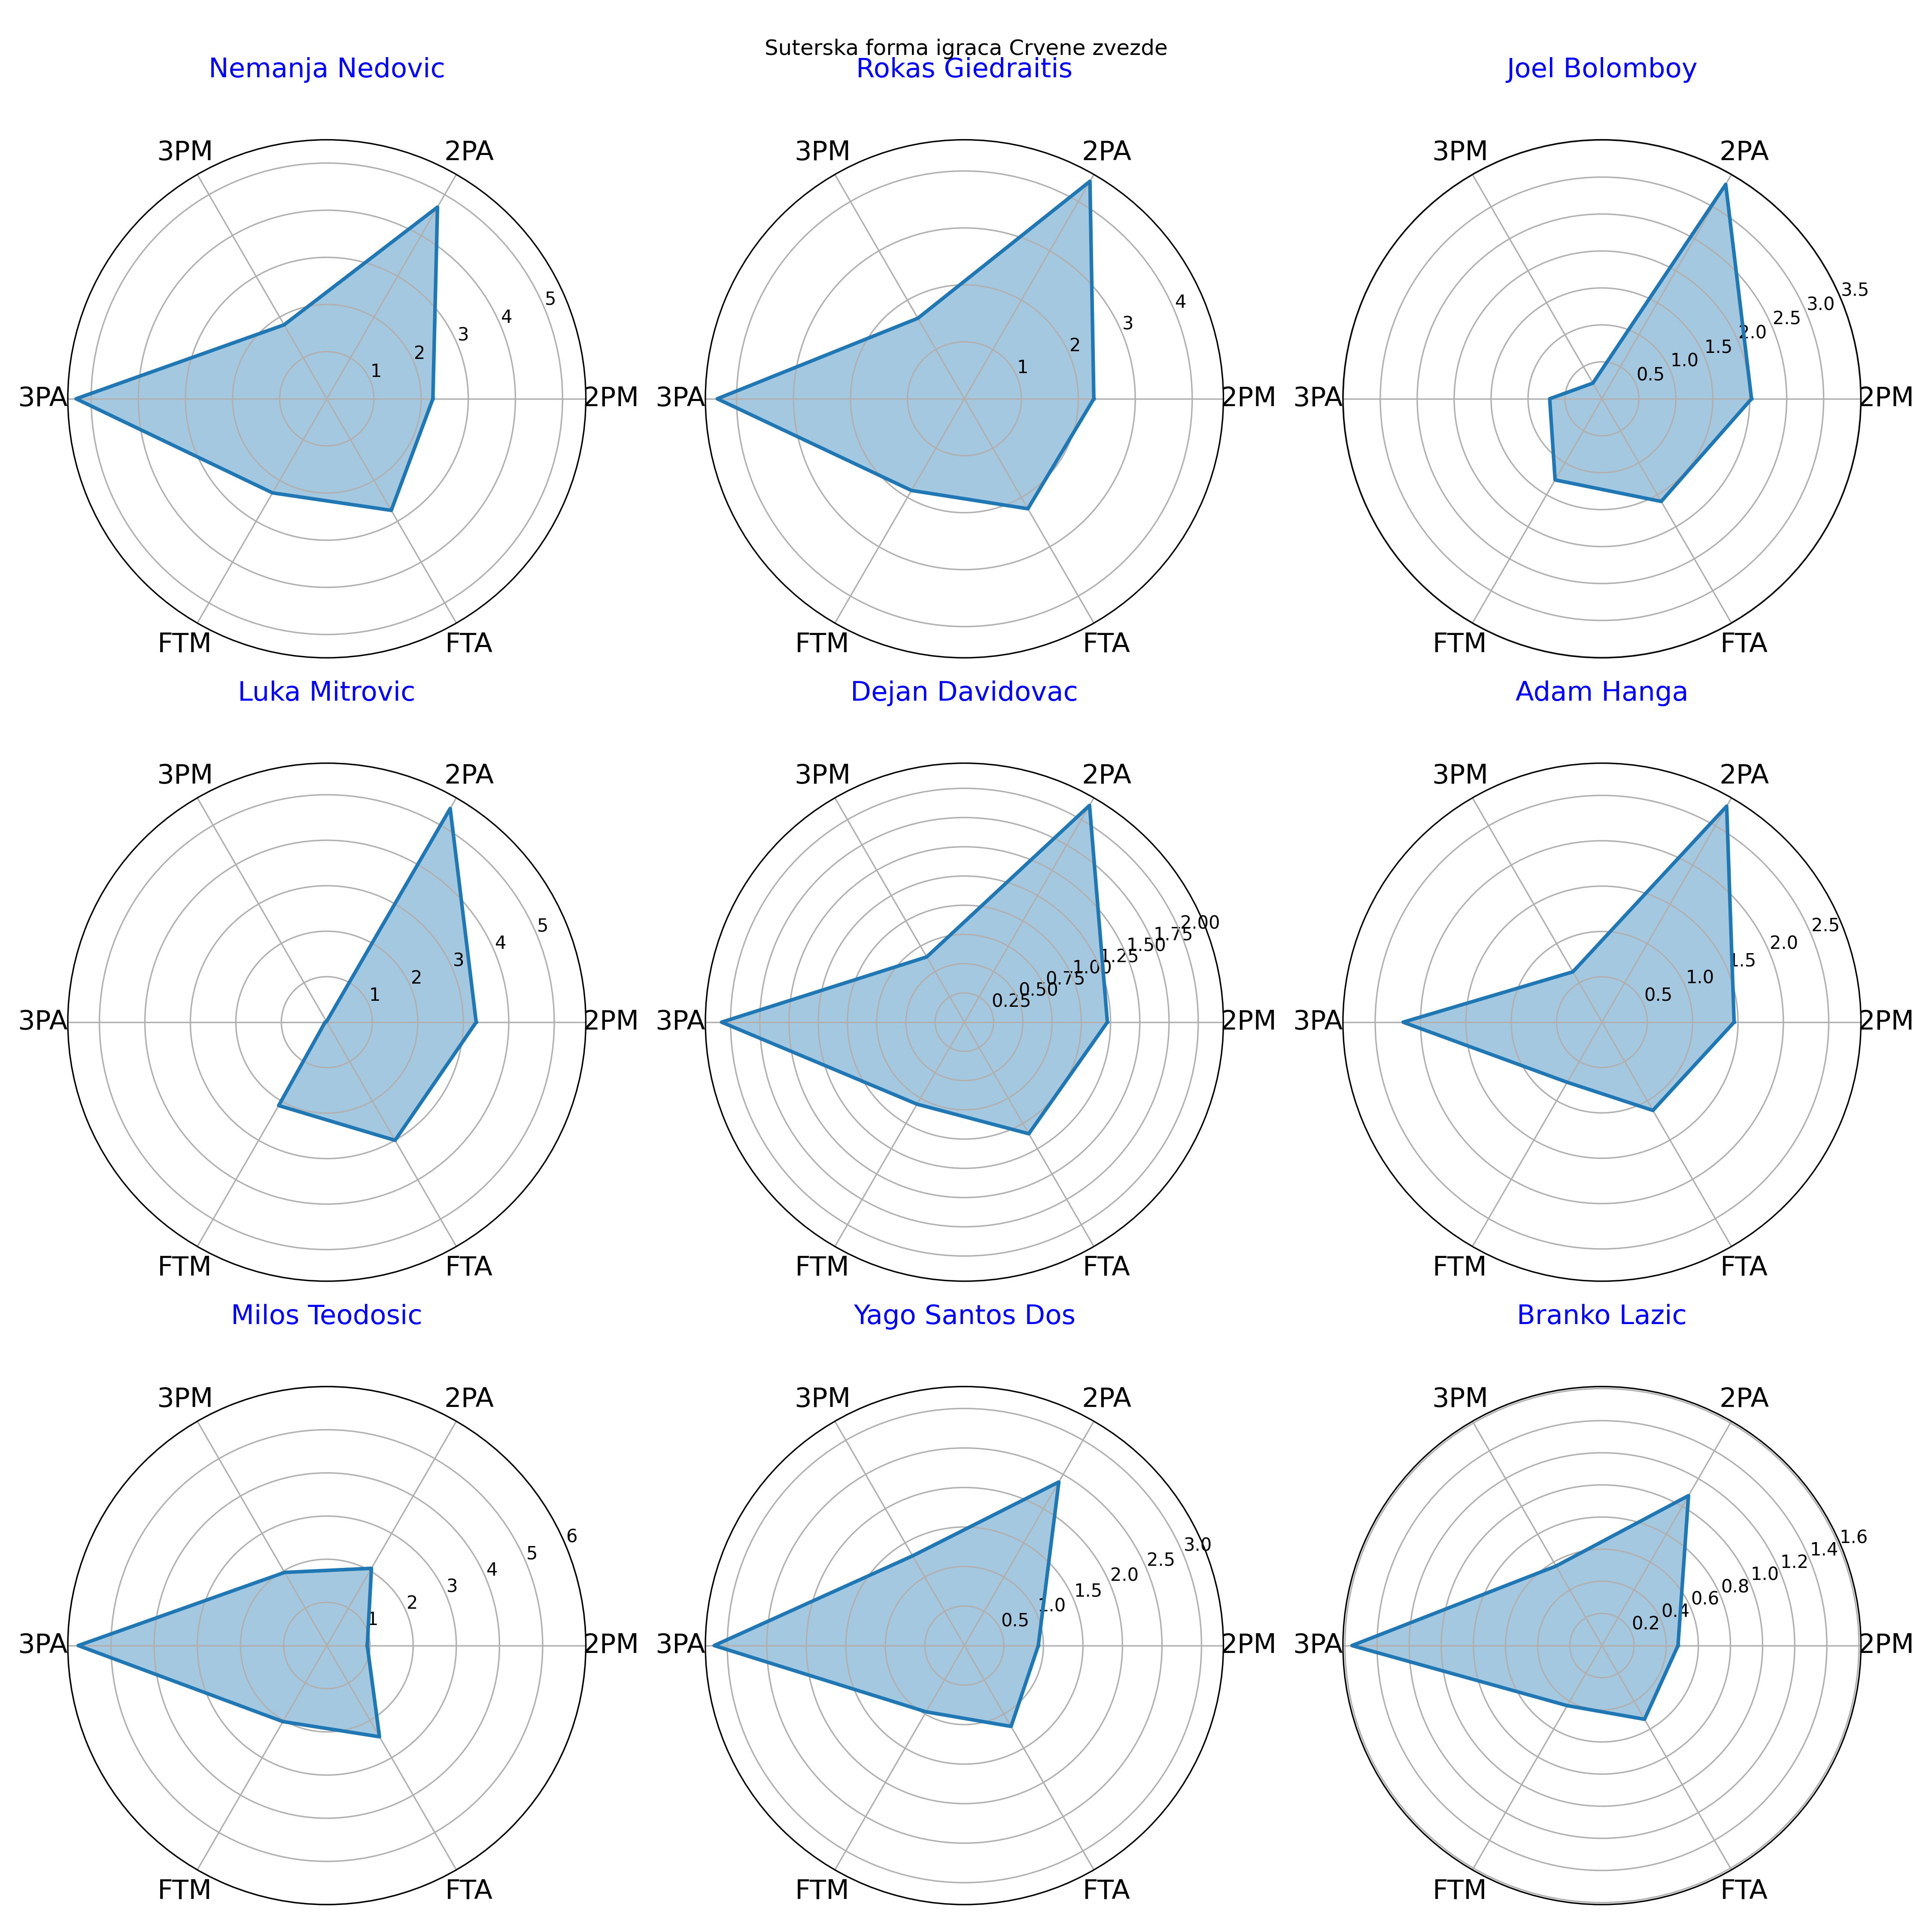 Suterska forma igraca Crvene zvezde
Nemanja Nedovic
3PM
2PA
3PA
2PM
FTM
FTA
1
2
3
4
5
Rokas Giedraitis
3PM
2PA
3PA
2PM
FTM
FTA
1
2
3
4
Joel Bolomboy
3PM
2PA
3PA
2PM
FTM
FTA
0.5
1.0
1.5
2.0
2.5
3.0
3.5
Luka Mitrovic
3PM
2PA
3PA
2PM
FTM
FTA
1
2
3
4
5
Dejan Davidovac
3PM
2PA
3PA
2PM
FTM
FTA
0.25
0.50
0.75
1.00
1.25
1.50
1.75
2.00
Adam Hanga
3PM
2PA
3PA
2PM
FTM
FTA
0.5
1.0
1.5
2.0
2.5
Milos Teodosic
3PM
2PA
3PA
2PM
FTM
FTA
1
2
3
4
5
6
Yago Santos Dos
3PM
2PA
3PA
2PM
FTM
FTA
0.5
1.0
1.5
2.0
2.5
3.0
Branko Lazic
3PM
2PA
3PA
2PM
FTM
FTA
0.2
0.4
0.6
0.8
1.0
1.2
1.4
1.6